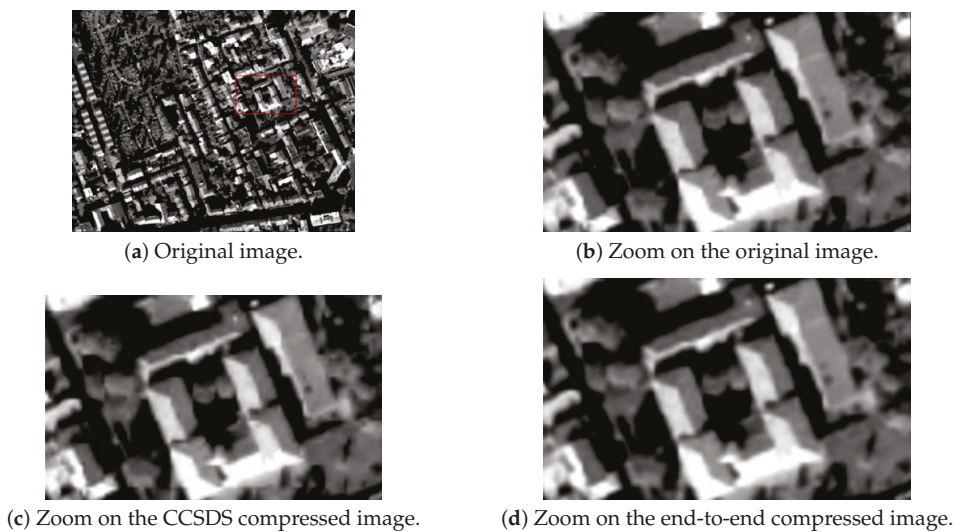 (a) Original image.
(b) Zoom on the original image.
(c) Zoom on the CCSDS compressed image.
(d) Zoom on the end-to-end compressed image.